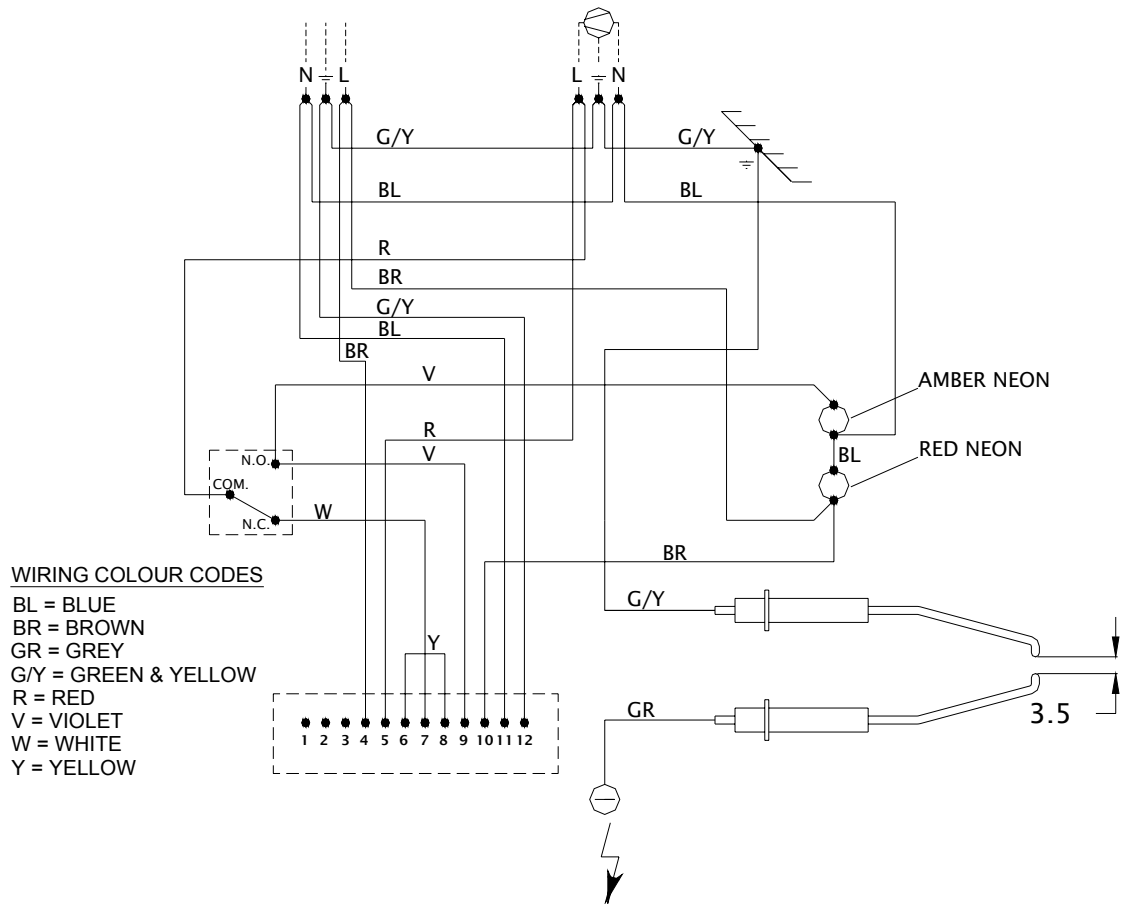 N L
L N
G/Y
G/Y
BL
BL
R
BR
G/Y
BL
BR
V
AMBER NEON
R
V
BL
RED NEON
N.O.
COM.
N.C.
W
BR
WIRING COLOUR CODES
BL = BLUE
BR = BROWN
GR = GREY
G/Y = GREEN & YELLOW
R = RED
V = VIOLET
W = WHITE
Y = YELLOW
G/Y
Y
GR
3.5
1 2 3 4 5 6 7 8 9 10 11 12